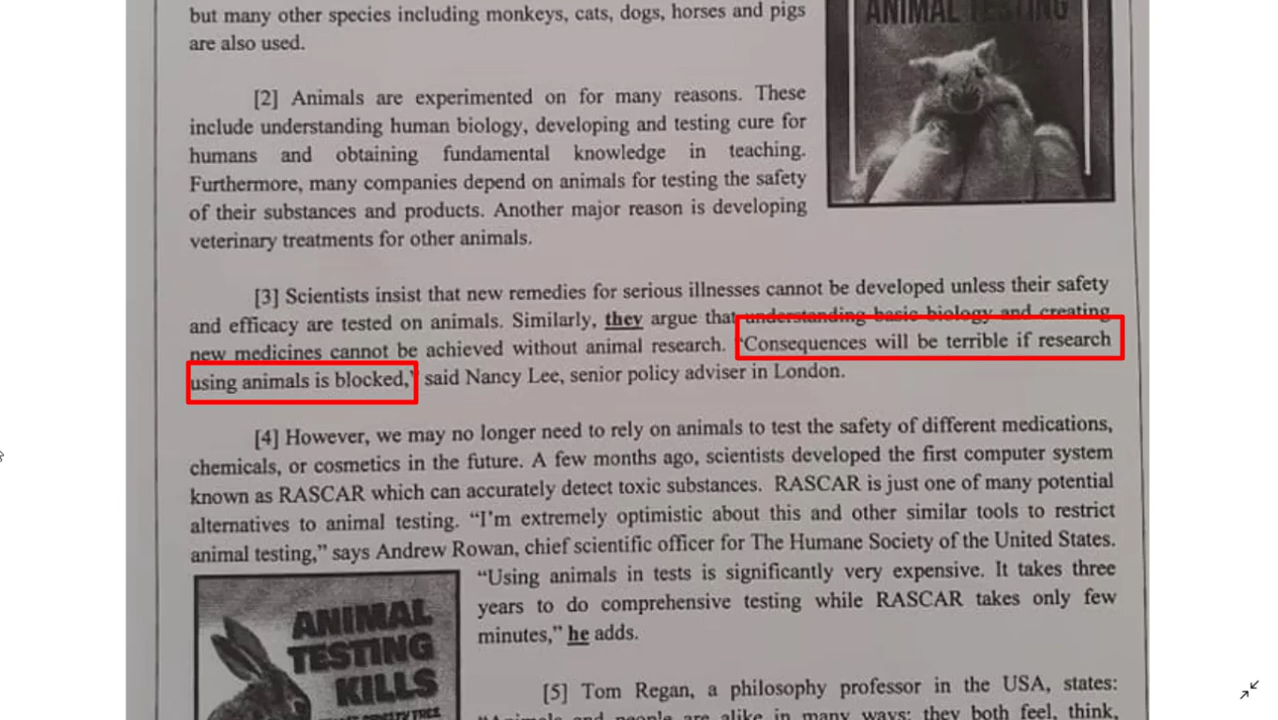 but many other species including monkeys, cats, dogs, horses and pigs
are also used.
ANIMAL TESTING
[2] Animals are experimented on for many reasons. These
include understanding human biology, developing and testing cure for
humans and obtaining fundamental knowledge in teaching.
Furthermore, many companies depend on animals for testing the safety
of their substances and products. Another major reason is developing
veterinary treatments for other animals.
[3] Scientists insist that new remedies for serious illnesses cannot be developed unless their safety
and efficacy are tested on animals. Similarly, they argue that understanding basic biology and creating
new medicines cannot be achieved without animal research. "Consequences will be terrible if research
using animals is blocked," said Nancy Lee, senior policy adviser in London.
[4] However, we may no longer need to rely on animals to test the safety of different medications,
chemicals, or cosmetics in the future. A few months ago, scientists developed the first computer system
known as RASCAR which can accurately detect toxic substances. RASCAR is just one of many potential
alternatives to animal testing. "I'm extremely optimistic about this and other similar tools to restrict
animal testing," says Andrew Rowan, chief scientific officer for The Humane Society of the United States.
"Using animals in tests is significantly very expensive. It takes three
years to do comprehensive testing while RASCAR takes only few
minutes," he adds.
ANIMAL
TESTING
KILLS
[5] Tom Regan, a philosophy professor in the USA, states:
"Animals and people are alike in many ways: they both feel, think,